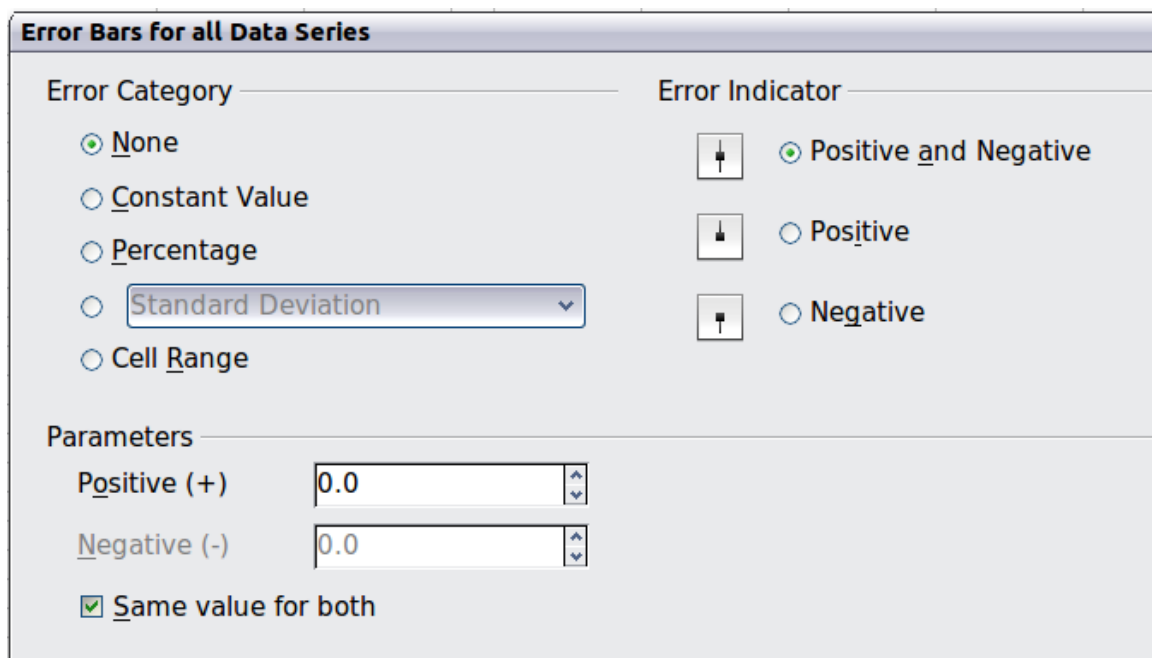 Error Bars for all Data Series
Error Category
None
Constant Value
Percentage
Standard Deviation
Cell Range
Error Indicator
Positive and Negative
Positive
Negative
Parameters
Positive (+) 0.0
Negative (-) 0.0
Same value for both